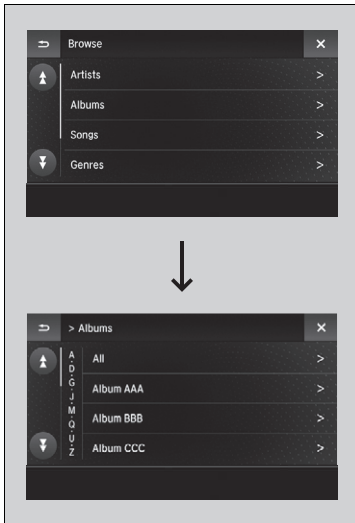 Browse
Artists >
Albums >
Songs >
Genres >
> Albums
A
D
G
J
M
Q
U
Z
All >
Album AAA >
Album BBB >
Album CCC >